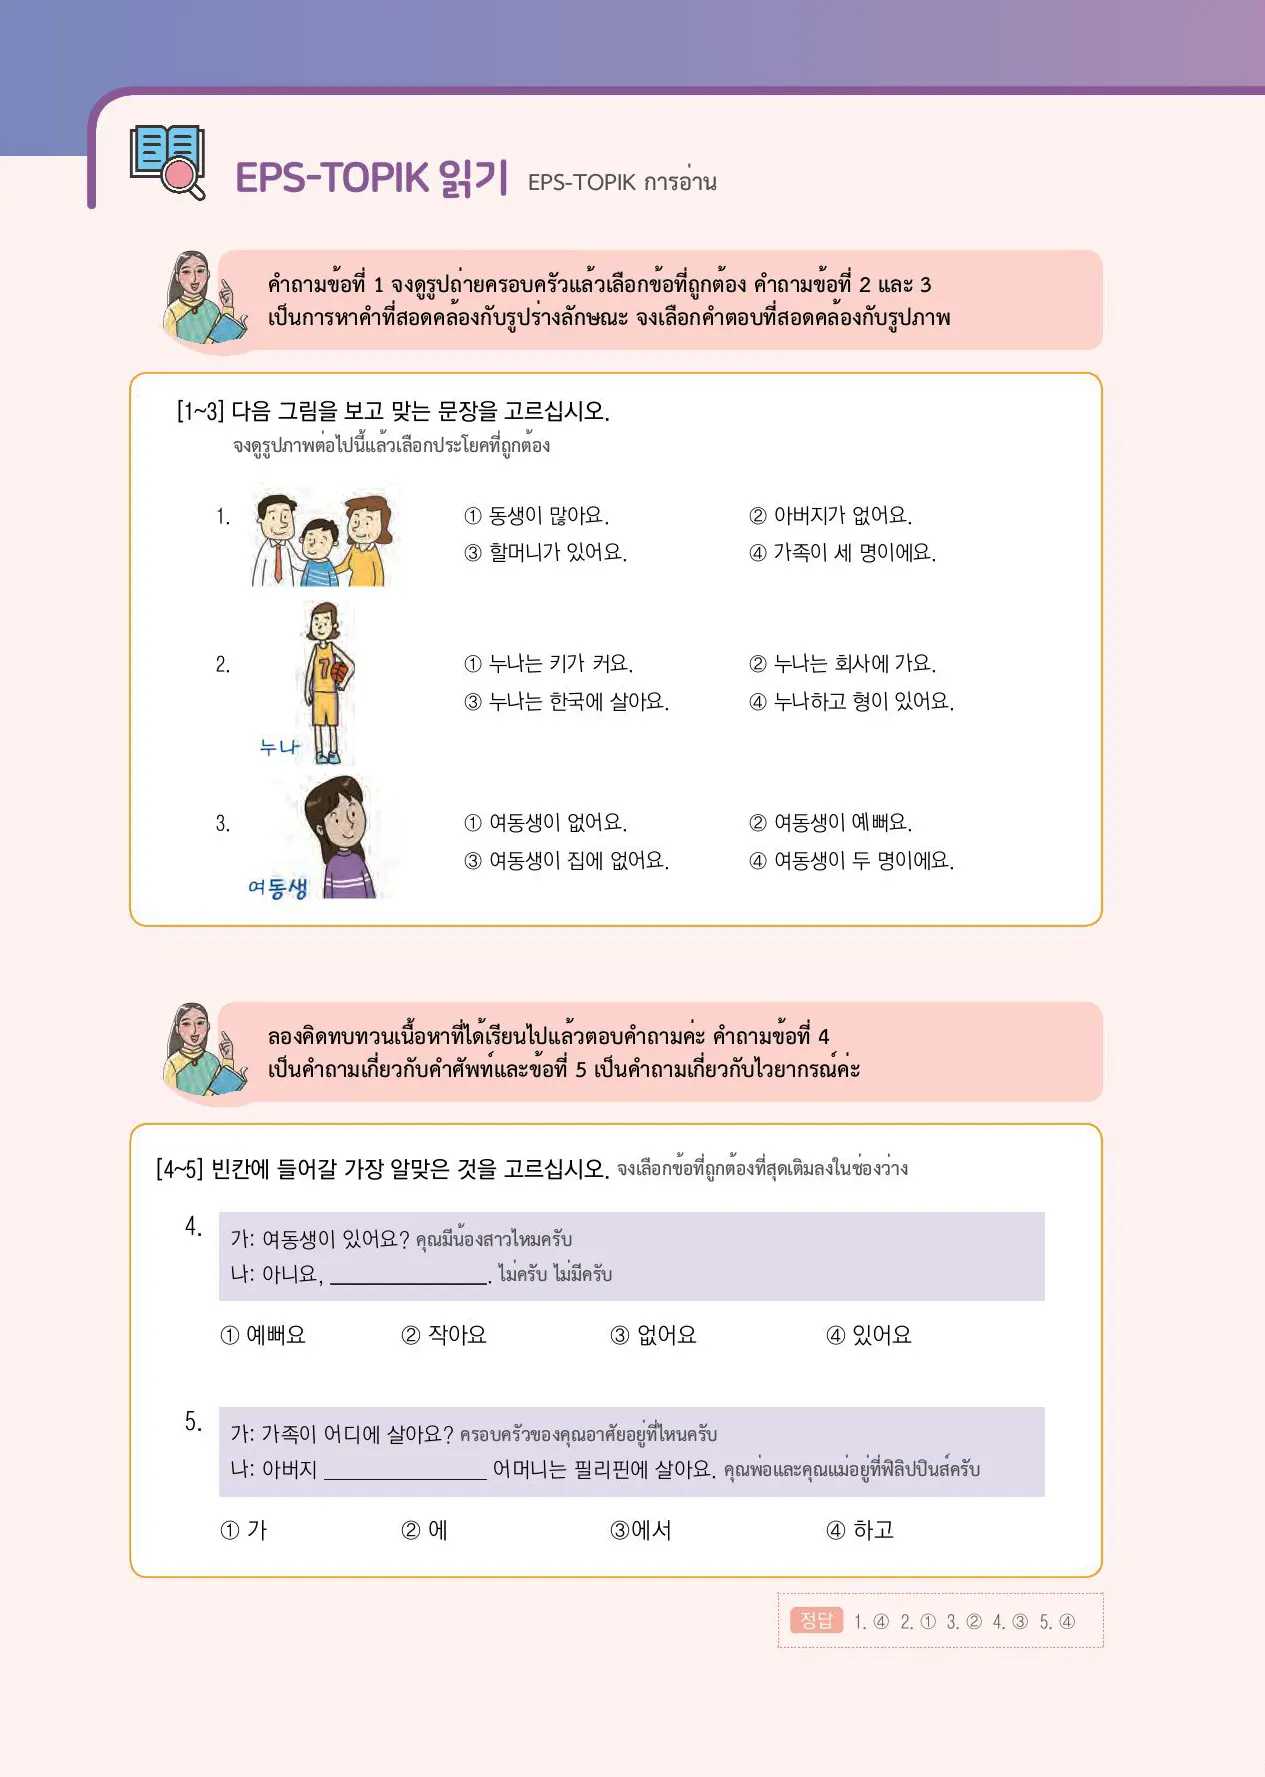 EPS-TOPIK 읽기 EPS-TOPIK การอ่าน
คำถามข้อที่ 1 จงดูรูปถ่ายครอบครัวแล้วเลือกข้อที่ถูกต้อง คำถามข้อที่ 2 และ 3
เป็นการหาคำที่สอดคล้องกับรูปร่างลักษณะ จงเลือกคำตอบที่สอดคล้องกับรูปภาพ
[1~3] 다음 그림을 보고 맞는 문장을 고르십시오.
จงดูรูปภาพต่อไปนี้แล้วเลือกประโยคที่ถูกต้อง
1. ① 동생이 많아요. ② 아버지가 없어요.
③ 할머니가 있어요. ④ 가족이 세 명이에요.
7
2. ① 누나는 키가 커요. ② 누나는 회사에 가요.
③ 누나는 한국에 살아요. ④ 누나하고 형이 있어요.
누나
3. ① 여동생이 없어요. ② 여동생이 예뻐요.
③ 여동생이 집에 없어요. ④ 여동생이 두 명이에요.
여동생
ลองคิดทบทวนเนื้อหาที่ได้เรียนไปแล้วตอบคำถามค่ะ คำถามข้อที่ 4
เป็นคำถามเกี่ยวกับคำศัพท์และข้อที่ 5 เป็นคำถามเกี่ยวกับไวยากรณ์ค่ะ
[4~5] 빈칸에 들어갈 가장 알맞은 것을 고르십시오. จงเลือกข้อที่ถูกต้องที่สุดเติมลงในช่องว่าง
4. 가: 여동생이 있어요? คุณมีน้องสาวไหมครับ
나: 아니요, ______________. ไม่ครับ ไม่มีครับ
① 예뻐요 ② 작아요 ③ 없어요 ④ 있어요
5. 가: 가족이 어디에 살아요? ครอบครัวของคุณอาศัยอยู่ที่ไหนครับ
나: 아버지 ______________ 어머니는 필리핀에 살아요. คุณพ่อและคุณแม่อยู่ที่ฟิลิปปินส์ครับ
① 가 ② 에 ③에서 ④ 하고
정답 1. ④ 2. ① 3. ② 4. ③ 5. ④